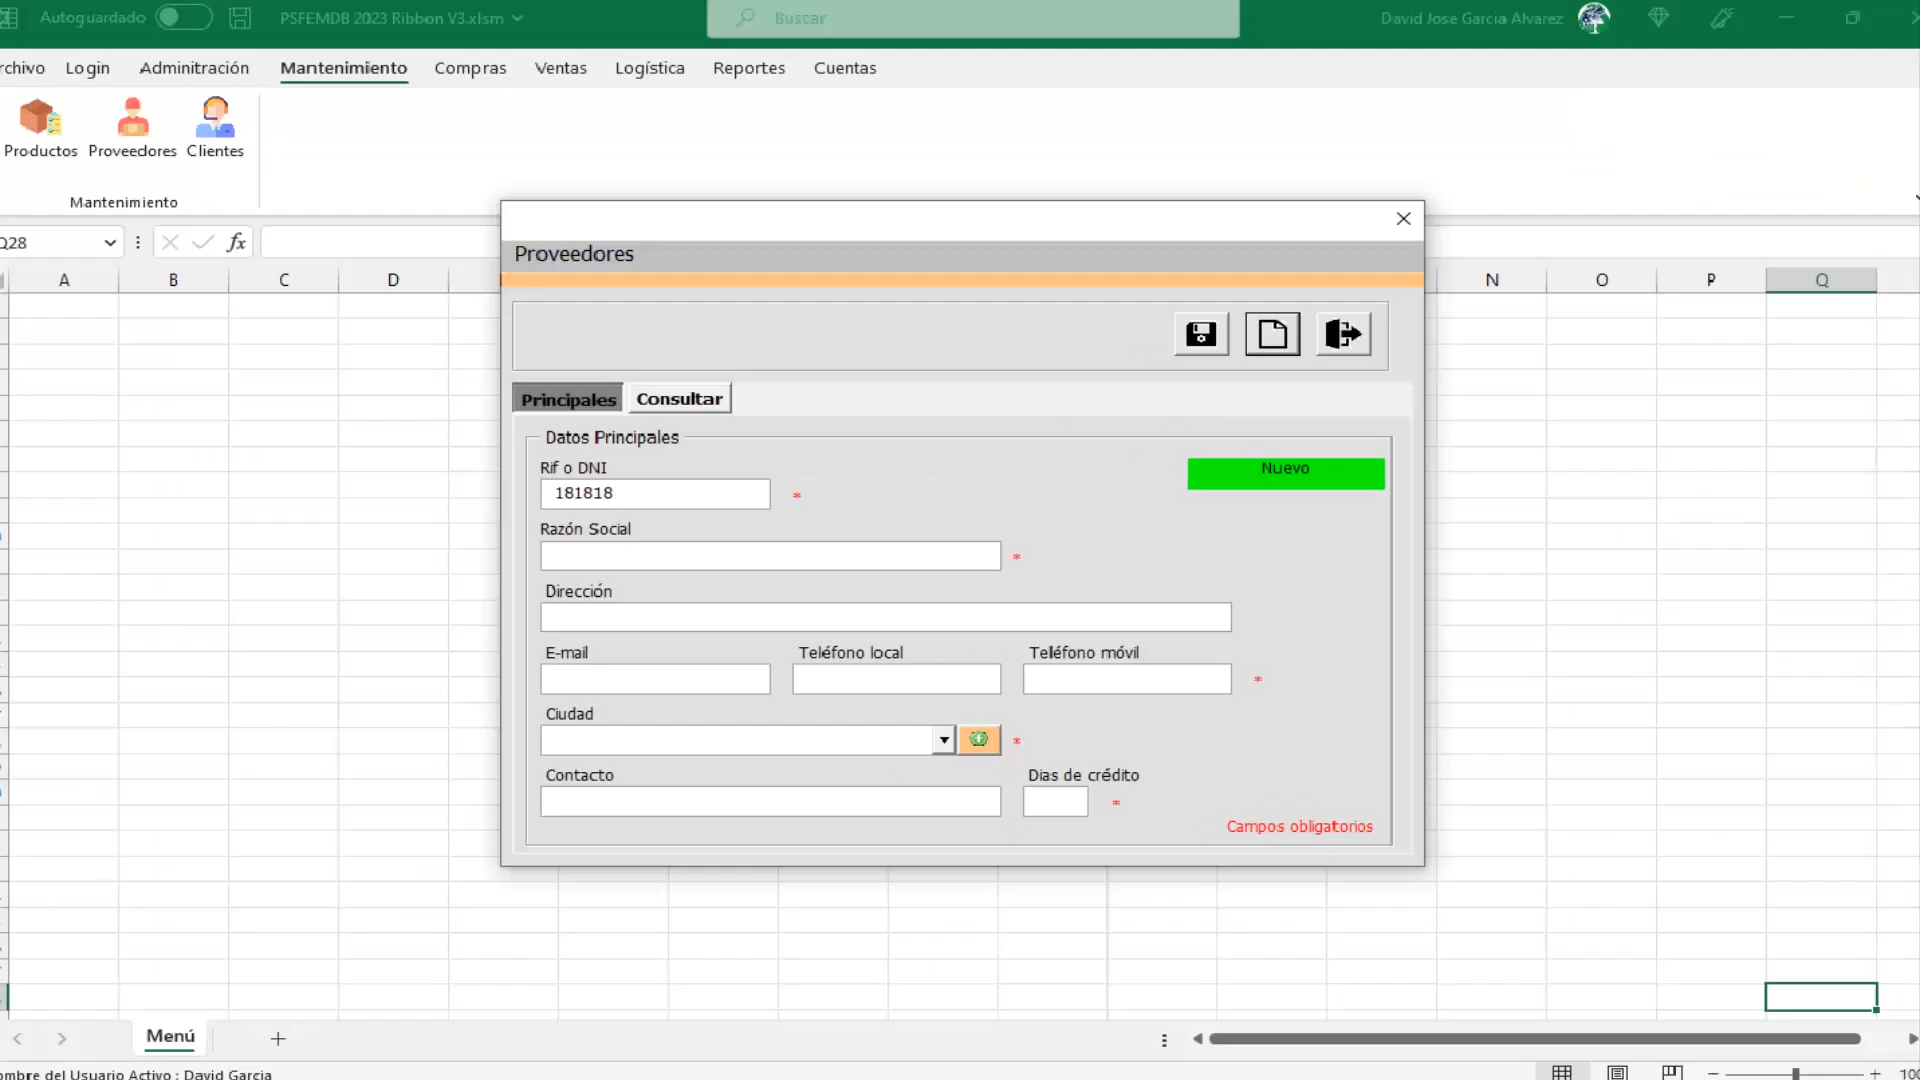 Autoguardado PSFEMDB 2023 Ribbon V3.xlsm Buscar David Jose Garcia Alvarez
rchivo Login Adminitración Mantenimiento Compras Ventas Logística Reportes Cuentas
Productos Proveedores Clientes
Mantenimiento
Q28 fx
Proveedores
A B C D N O P Q
Principales Consultar
Datos Principales
Rif o DNI Nuevo
181818 *
Razón Social
*
Dirección
E-mail Teléfono local Teléfono móvil
*
Ciudad
*
Contacto Dias de crédito
*
Campos obligatorios
Menú
ombre del Usuario Activo : David Garcia 100